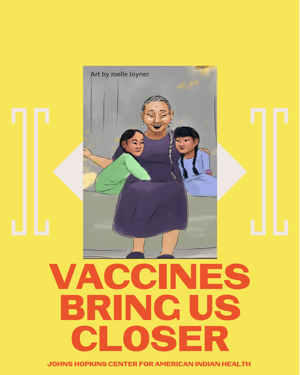 Art by Joelle Joyner
VACCINES
BRING US
CLOSER
JOHNS HOPKINS CENTER FOR AMERICAN INDIAN HEALTH